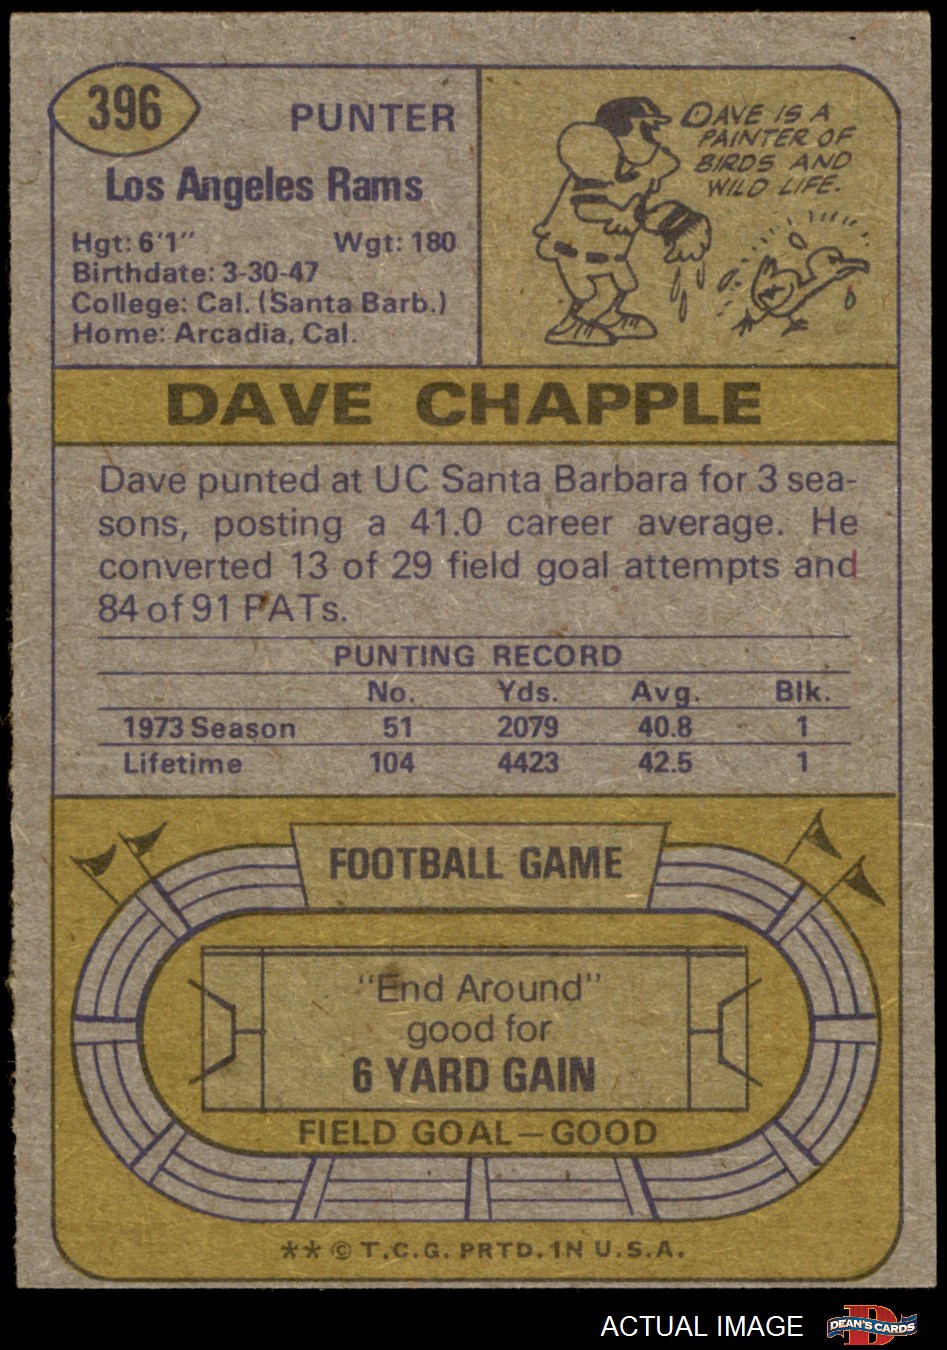 396
PUNTER
Los Angeles Rams
Hgt: 6'1" Wgt: 180
Birthdate: 3-30-47
College: Cal. (Santa Barb.)
Home: Arcadia, Cal.
DAVE IS A
PAINTER OF
BIRDS AND
WILD LIFE.
DAVE CHAPPLE
Dave punted at UC Santa Barbara for 3 sea-
sons, posting a 41.0 career average. He
converted 13 of 29 field goal attempts and
84 of 91 PATs.
PUNTING RECORD
No. Yds. Avg. Blk.
1973 Season 51 2079 40.8 1
Lifetime 104 4423 42.5 1
FOOTBALL GAME
"End Around"
good for
6 YARD GAIN
FIELD GOAL—GOOD
** © T.C.G. PRTD. IN U.S.A.
ACTUAL IMAGE
D
DEAN'S CARDS